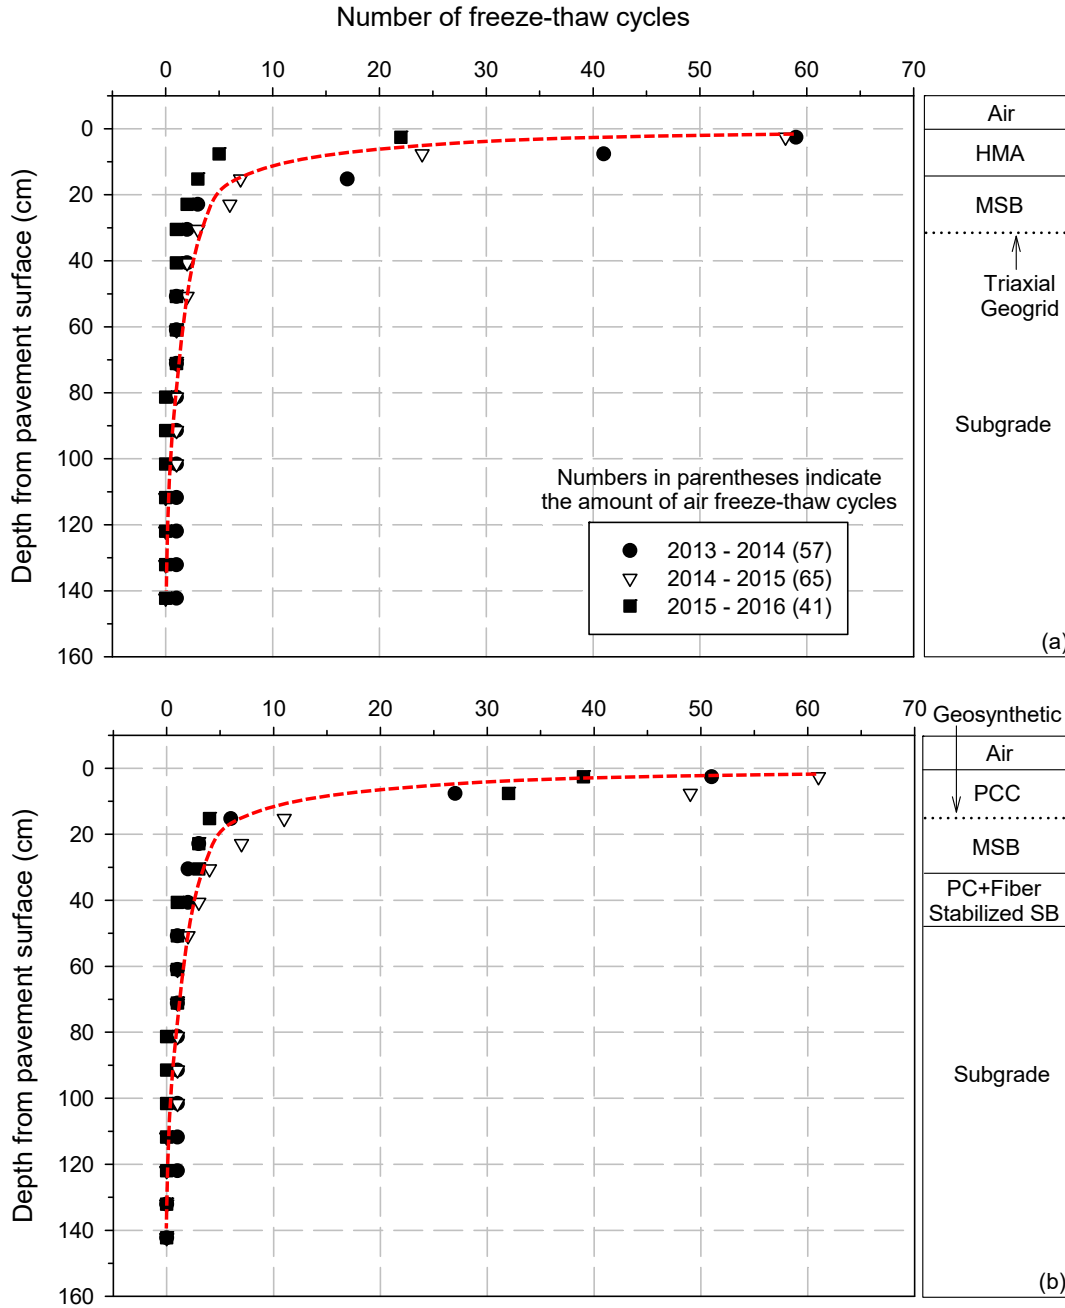 Number of freeze-thaw cycles
0 10 20 30 40 50 60 70
Depth from pavement surface (cm)
0
20
40
60
80
100
120
140
160
Numbers in parentheses indicate
the amount of air freeze-thaw cycles
2013 - 2014 (57)
2014 - 2015 (65)
2015 - 2016 (41)
Air
HMA
MSB
Triaxial
Geogrid
Subgrade
(a)
0 10 20 30 40 50 60 70
Depth from pavement surface (cm)
0
20
40
60
80
100
120
140
160
Geosynthetic
Air
PCC
MSB
PC+Fiber
Stabilized SB
Subgrade
(b)